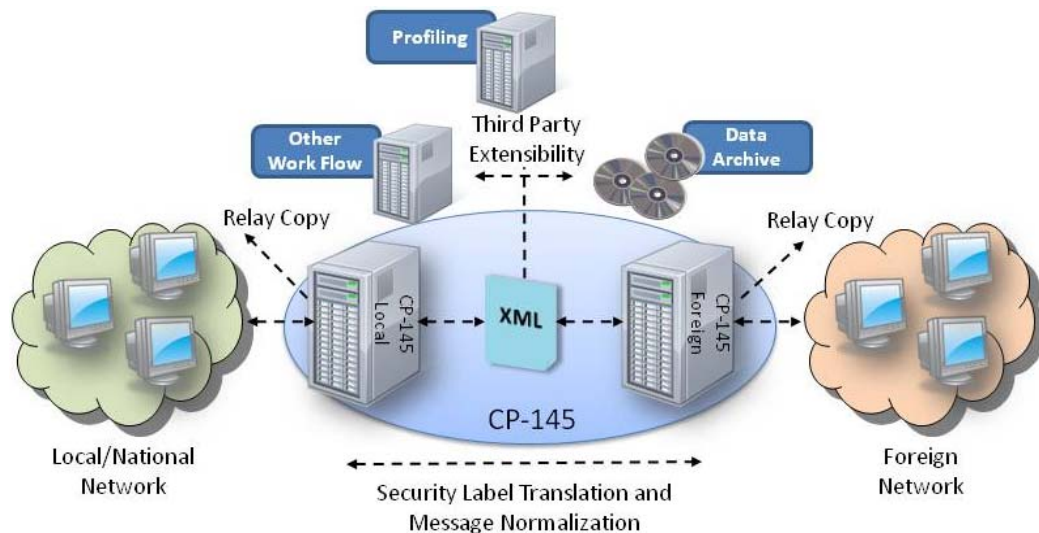 Profiling
Third Party
Extensibility
Other
Work Flow
Data
Archive
Relay Copy
Relay Copy
CP-145
Local
XML
CP-145
Foreign
CP-145
Local/National
Network
Foreign
Network
Security Label Translation and
Message Normalization